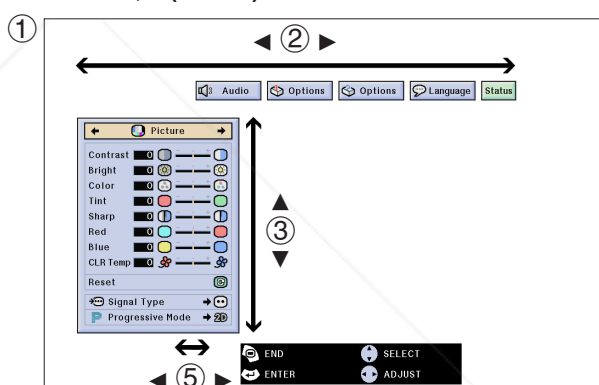 ①
◄ ② ►
Audio Options Options Language Status
Picture
Contrast 0
Bright 0
Color 0
Tint 0
Sharp 0
Red 0
Blue 0
CLR Temp 0
Reset
Signal Type
P Progressive Mode 2D
▲
③
▼
END SELECT
ENTER ADJUST
◄ ⑤ ►